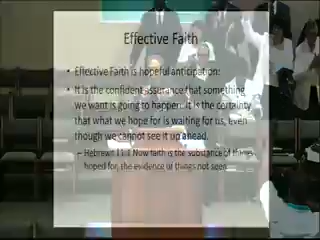 Effective Faith
• Effective Faith is hopeful anticipation:
• It is the confident assurance that something
we want is going to happen. It is the certainty
that what we hope for is waiting for us, even
though we cannot see it up ahead.
– Hebrews 11:1 Now faith is the substance of things
hoped for, the evidence of things not seen